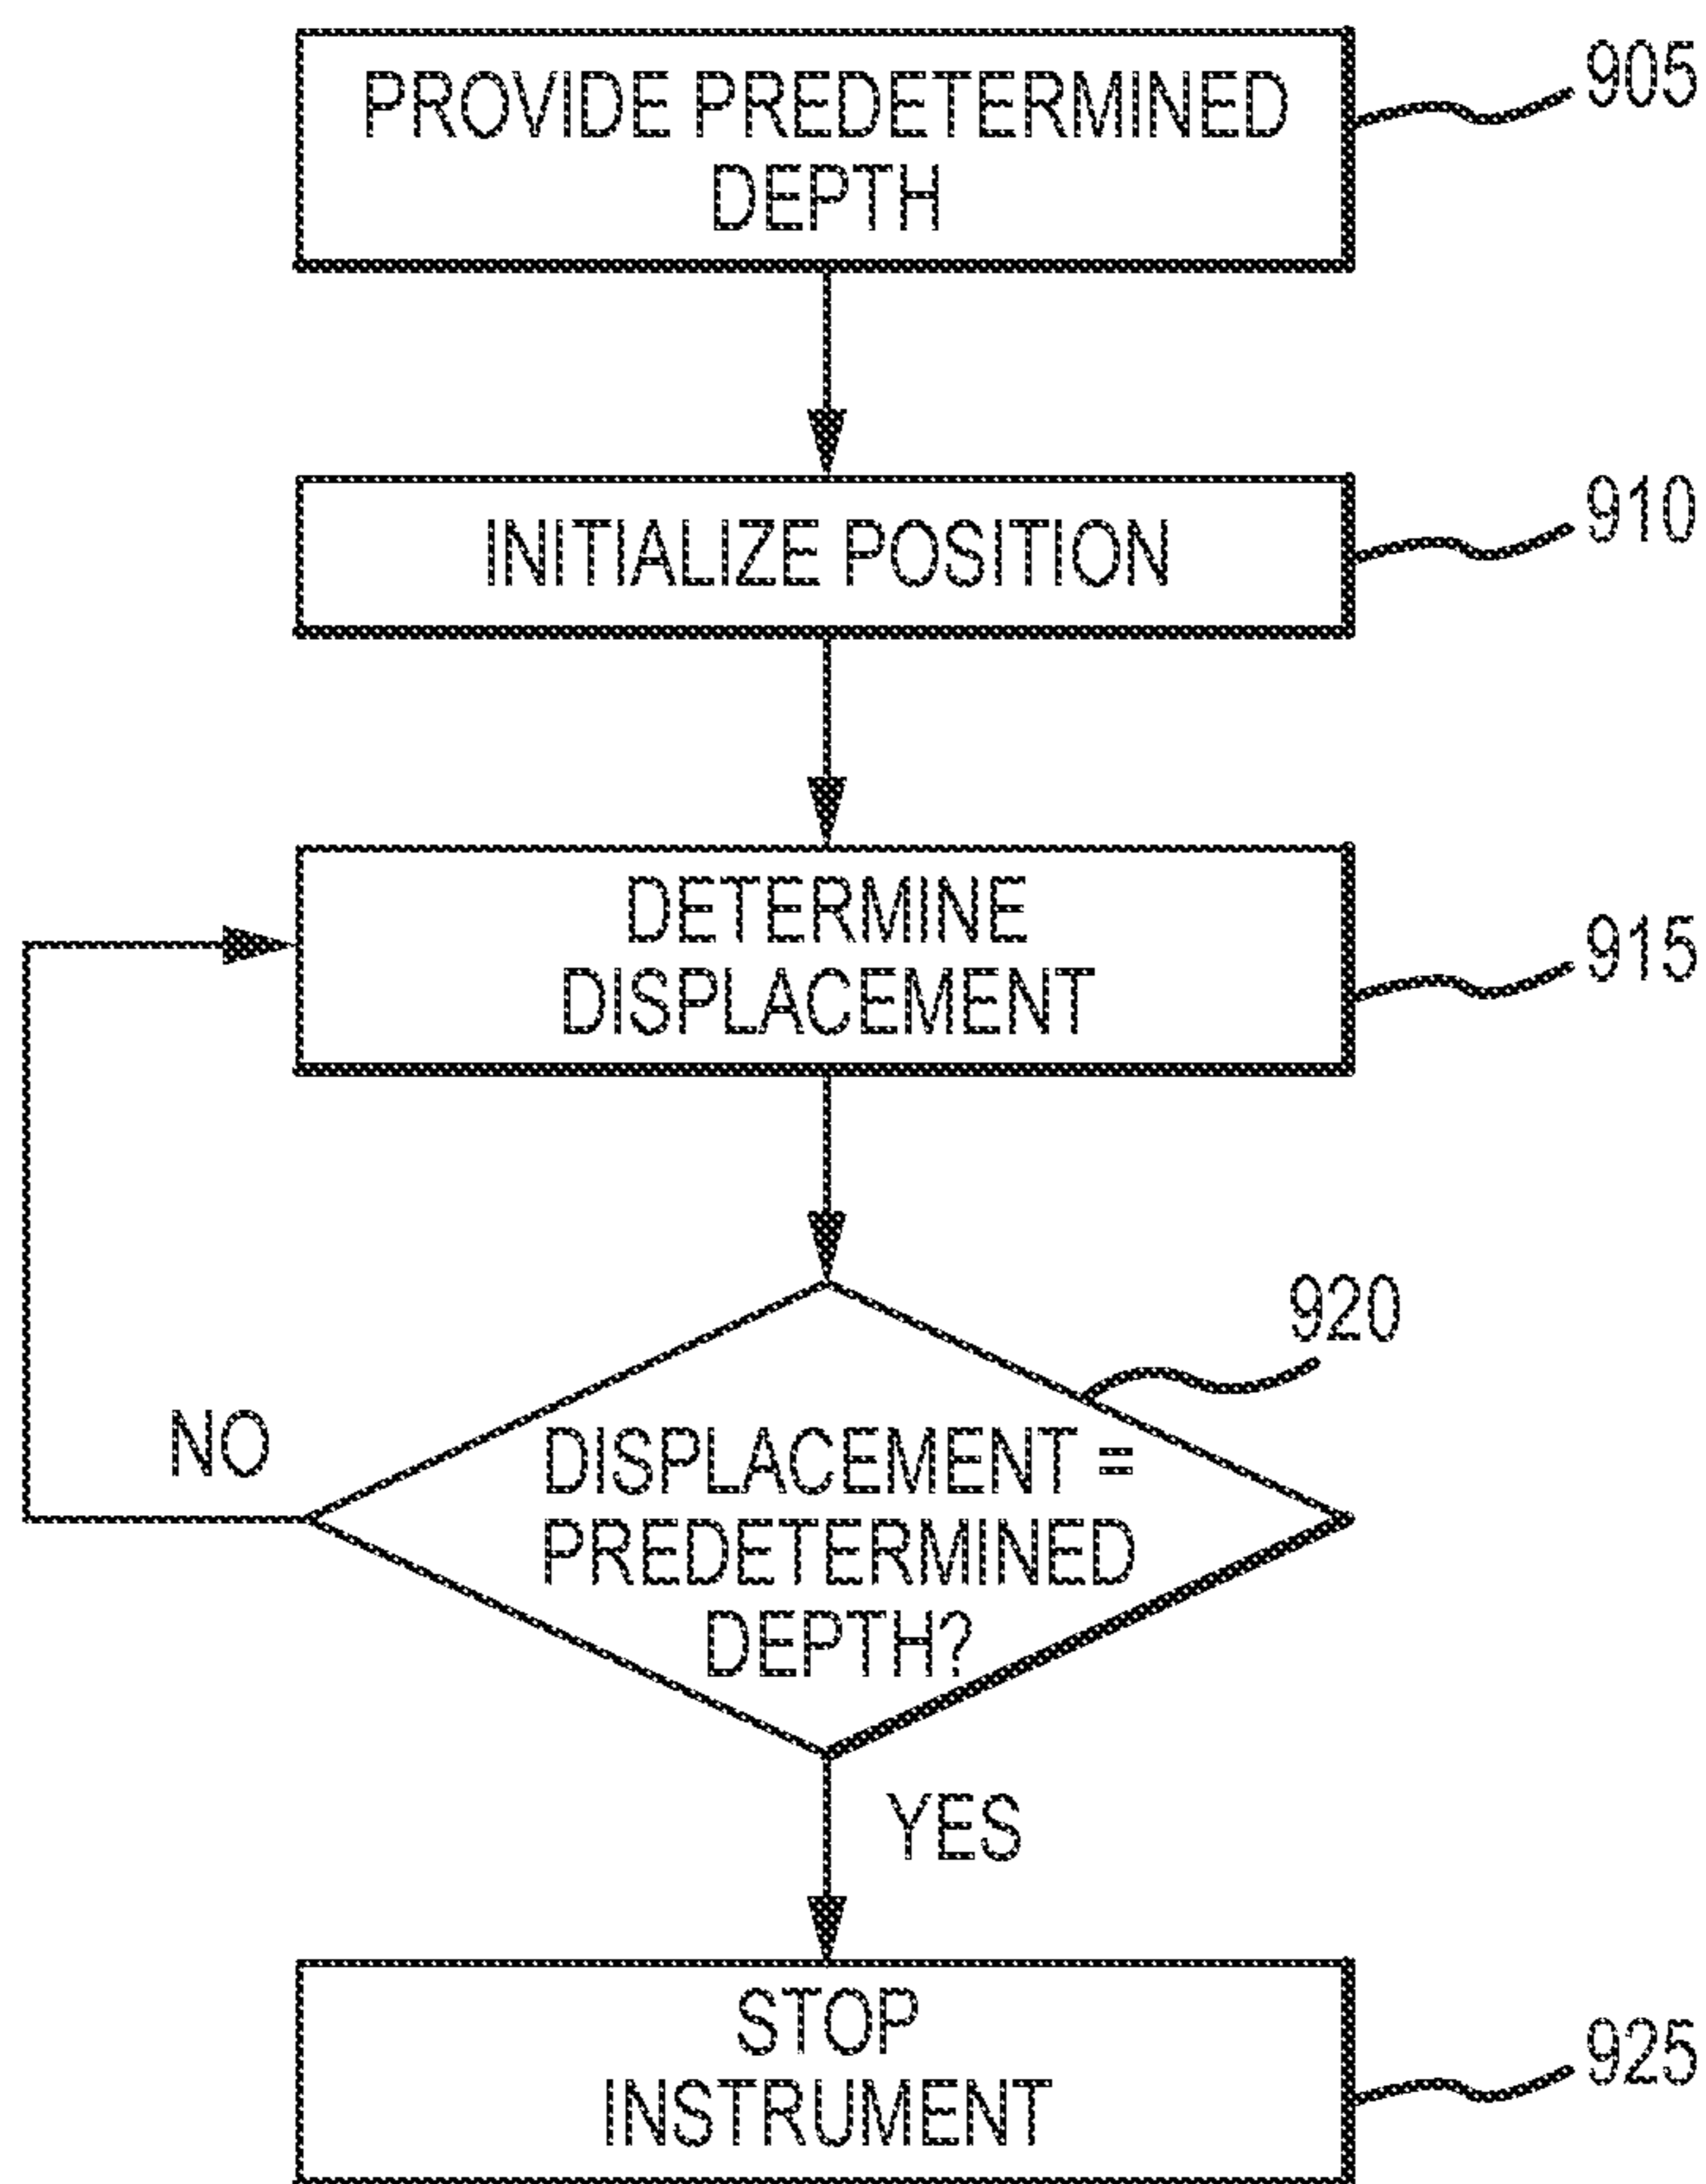 PROVIDE PREDETERMINED
DEPTH
905
INITIALIZE POSITION
910
DETERMINE
DISPLACEMENT
915
920
DISPLACEMENT =
PREDETERMINED
DEPTH?
NO
YES
STOP
INSTRUMENT
925